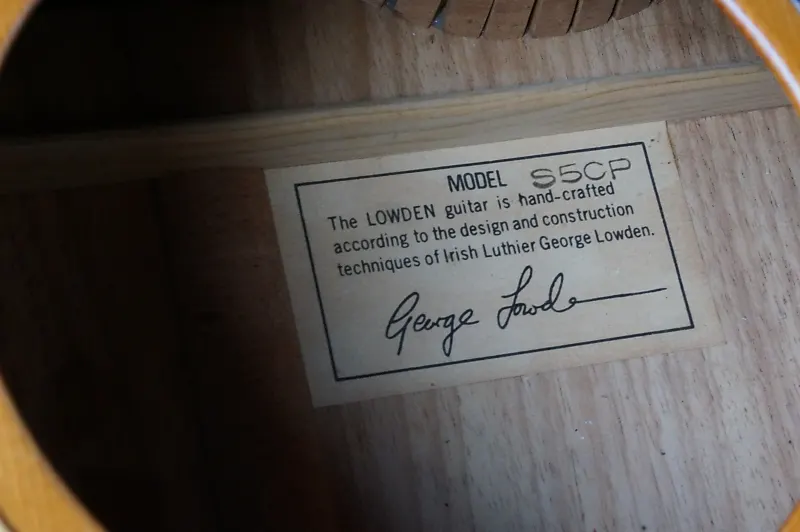 MODEL S5CP
The LOWDEN guitar is hand-crafted
according to the design and construction
techniques of Irish Luthier George Lowden.
George Lowden